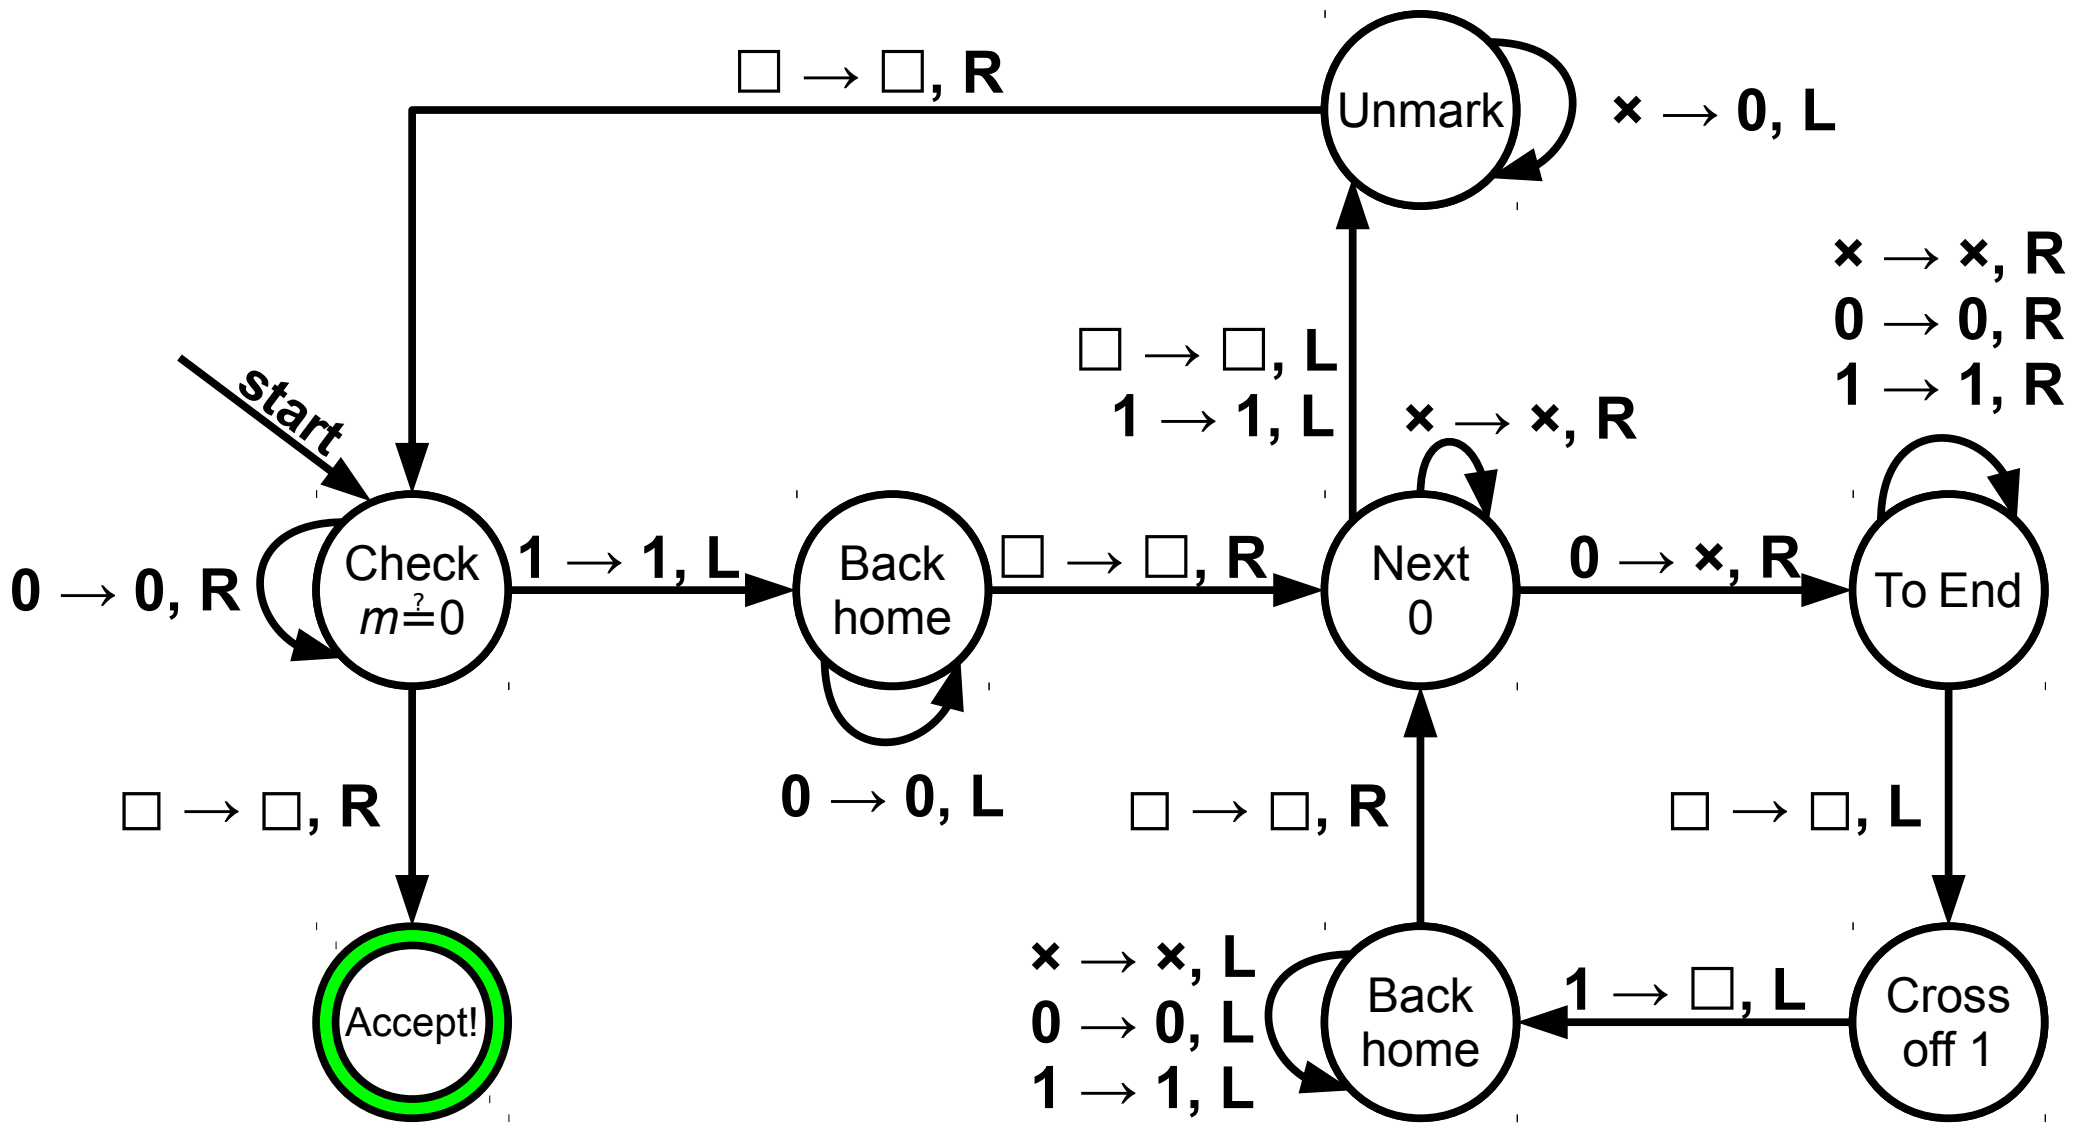 □ → □, R
Unmark
× → 0, L
× → ×, R
0 → 0, R
1 → 1, R
□ → □, L
1 → 1, L
× → ×, R
start
0 → 0, R
Check
m≟0
1 → 1, L
Back
home
□ → □, R
Next
0
0 → ×, R
To End
0 → 0, L
□ → □, R
□ → □, R
□ → □, L
Accept!
× → ×, L
0 → 0, L
1 → 1, L
Back
home
1 → □, L
Cross
off 1